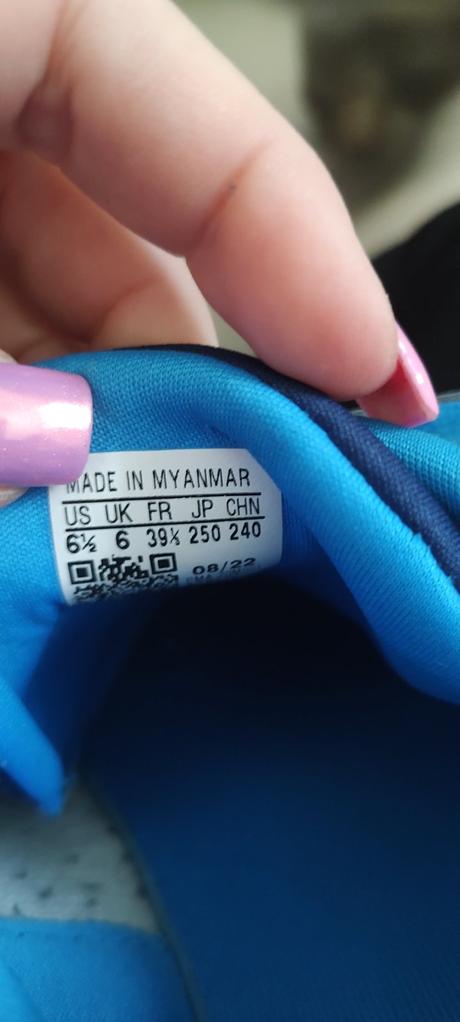 MADE IN MYANMAR
US UK FR JP CHN
6½ 6 39⅓ 250 240
08/22